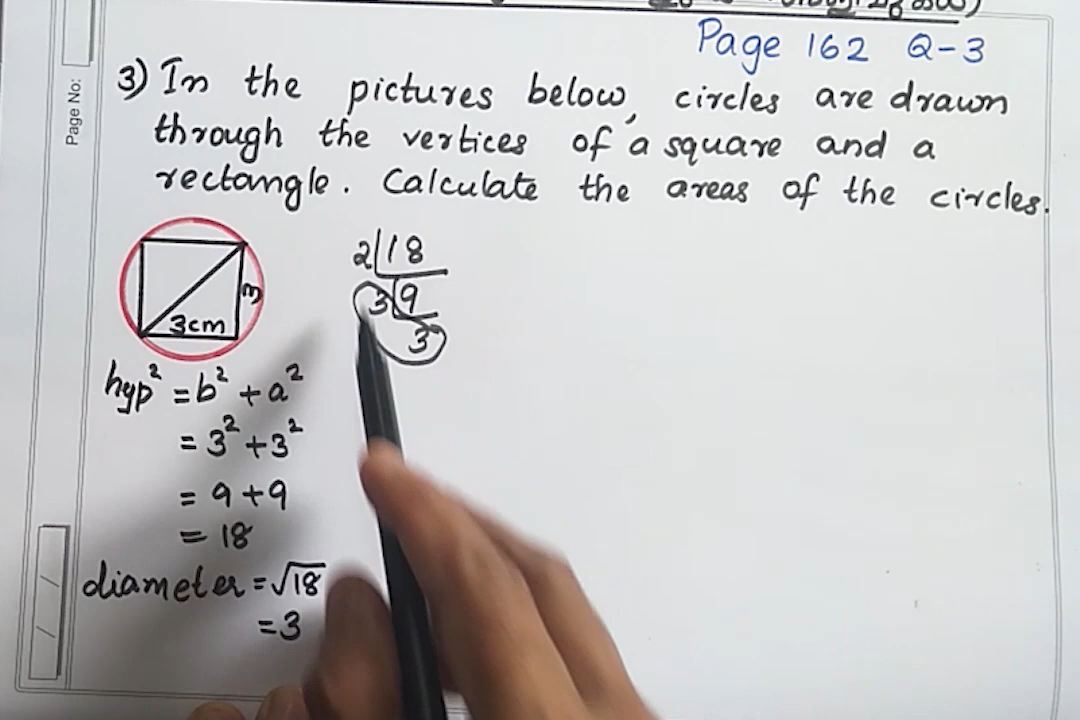 Page No:
Page 162 Q-3
3) In the pictures below, circles are drawn
through the vertices of a square and a
rectangle. Calculate the areas of the circles.
3cm
3
2 18
3 9
3
hyp² = b² + a²
= 3² + 3²
= 9 + 9
= 18
diameter = √18
= 3